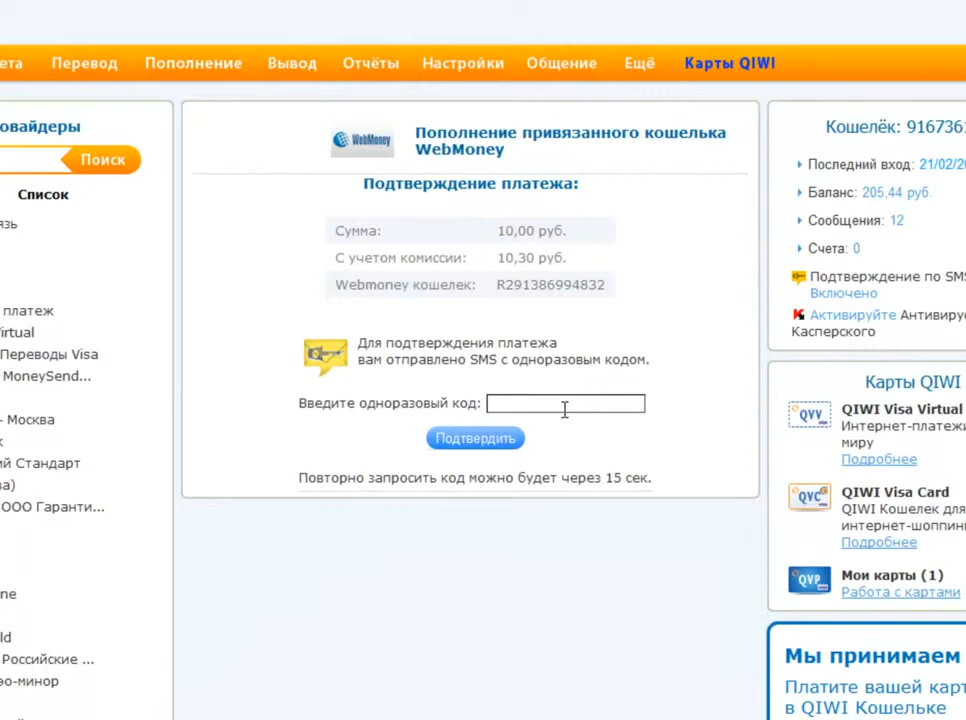 ета Перевод Пополнение Вывод Отчёты Настройки Общение Ещё Карты QIWI
овайдеры
Поиск
Список
язь
платеж
irtual
Переводы Visa
MoneySend...
- Москва
к
ий Стандарт
ва)
ООО Гаранти...
ne
ld
Российские ...
эо-минор
WebMoney
Пополнение привязанного кошелька
WebMoney
Подтверждение платежа:
Сумма: 10,00 руб.
С учетом комиссии: 10,30 руб.
Webmoney кошелек: R291386994832
Для подтверждения платежа
вам отправлено SMS с одноразовым кодом.
Введите одноразовый код:
Подтвердить
Повторно запросить код можно будет через 15 сек.
Кошелёк: 916736
Последний вход: 21/02/20
Баланс: 205,44 руб.
Сообщения: 12
Счета: 0
Подтверждение по SMS
Включено
Активируйте Антивирус
Касперского
Карты QIWI
QVV
QIWI Visa Virtual
Интернет-платежи
миру
Подробнее
QVC
QIWI Visa Card
QIWI Кошелек для
интернет-шоппин
Подробнее
QVP
Мои карты (1)
Работа с картами
Мы принимаем
Платите вашей карт
в QIWI Кошельке